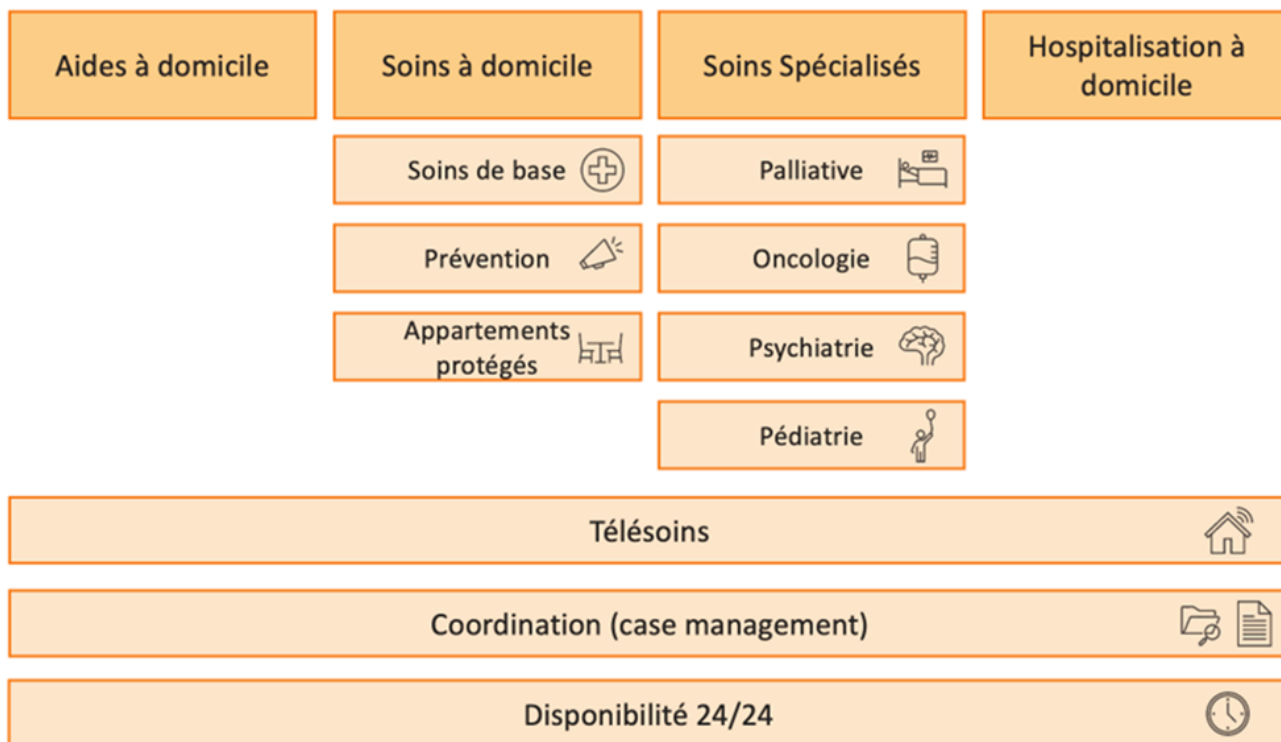 Aides à domicile
Soins à domicile
Soins Spécialisés
Hospitalisation à
domicile
Soins de base
Palliative
Prévention
Oncologie
Appartements
protégés
Psychiatrie
Pédiatrie
Télésoins
Coordination (case management)
Disponibilité 24/24